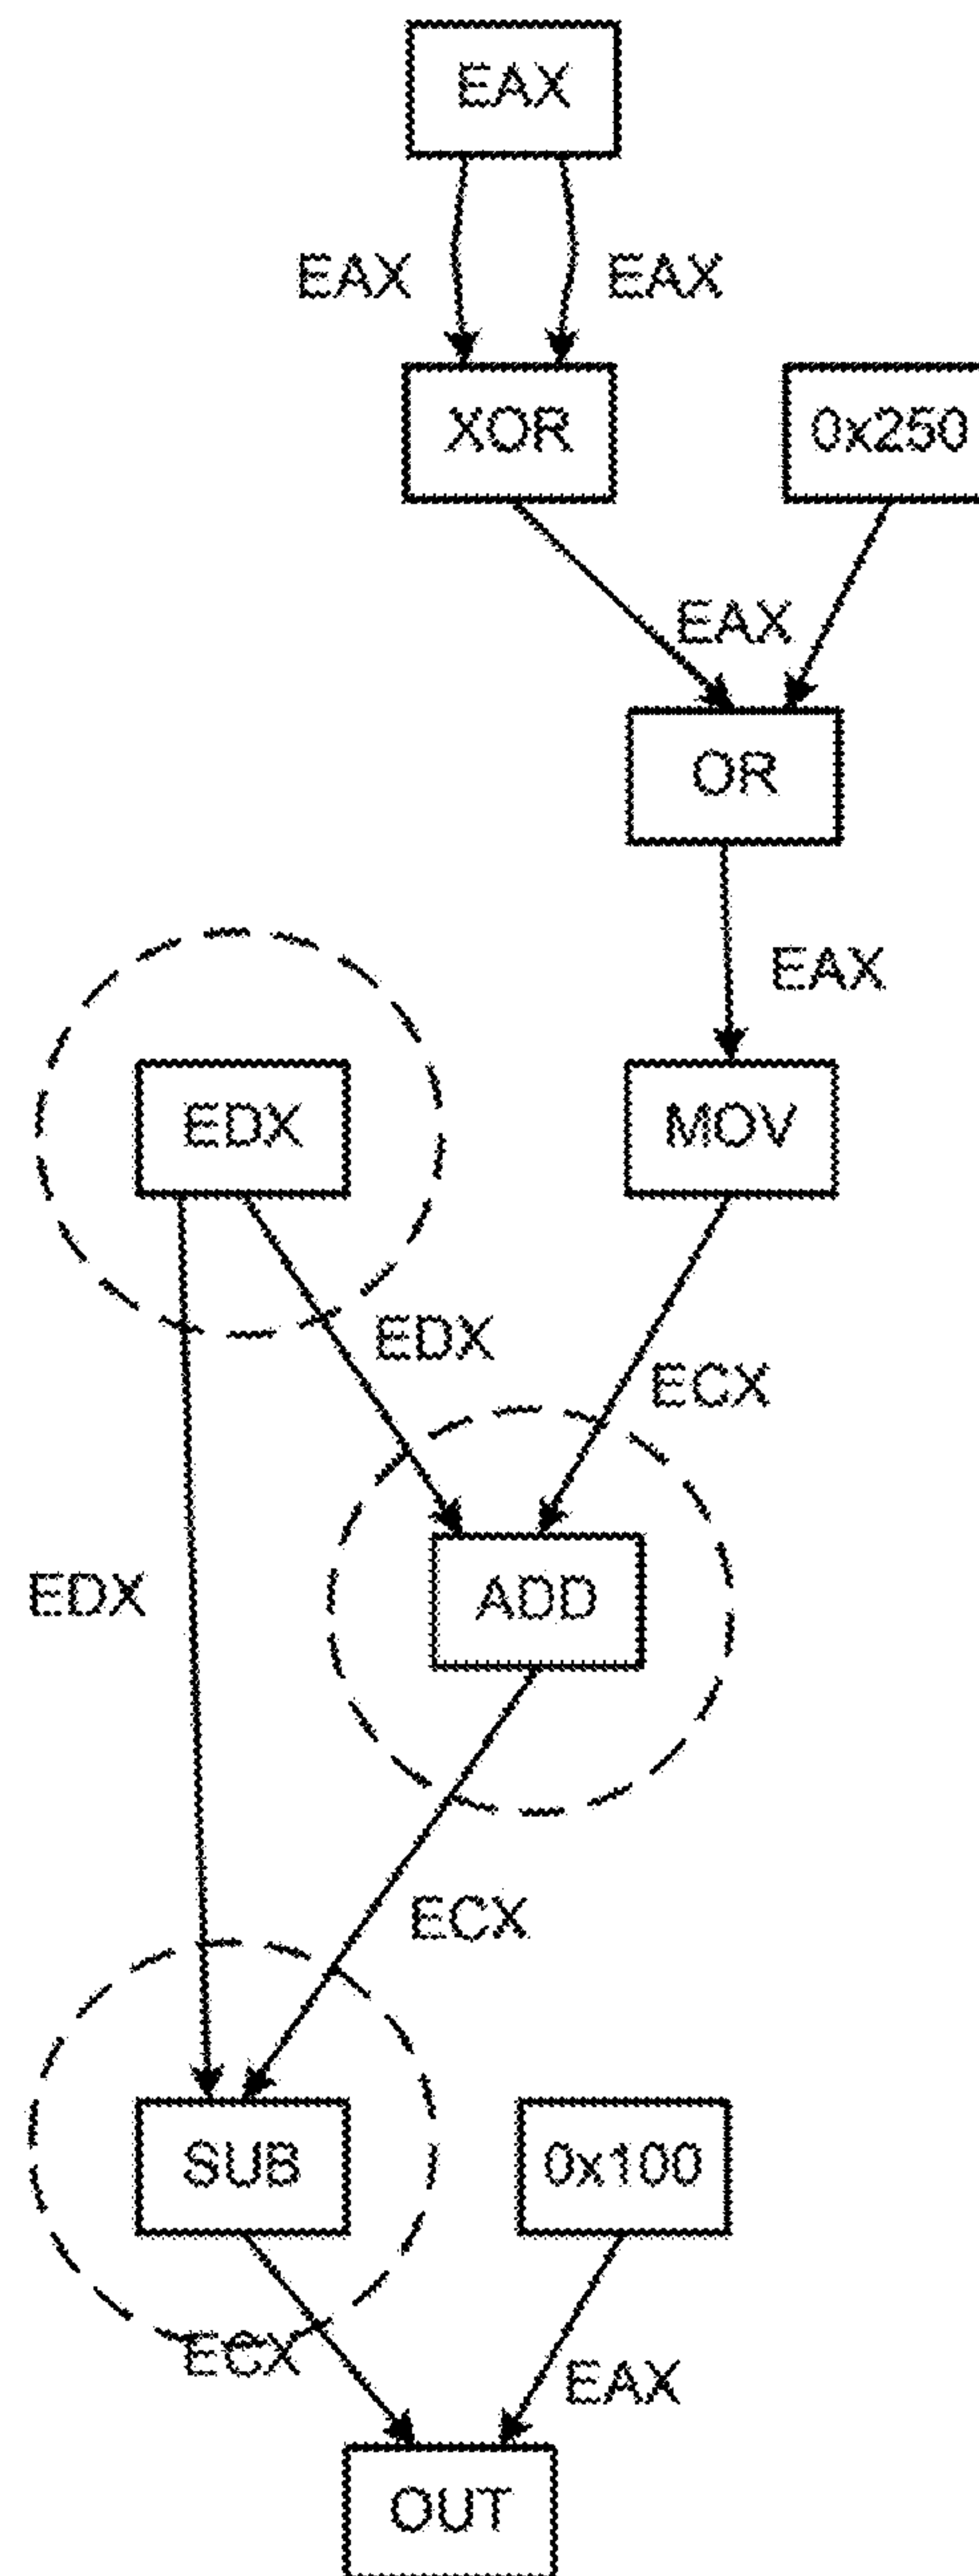 EAX
EAX EAX
XOR 0x250
EAX
OR
EAX
EDX MOV
EDX
ECX
EDX
ADD
ECX
SUB 0x100
ECX
EAX
OUT